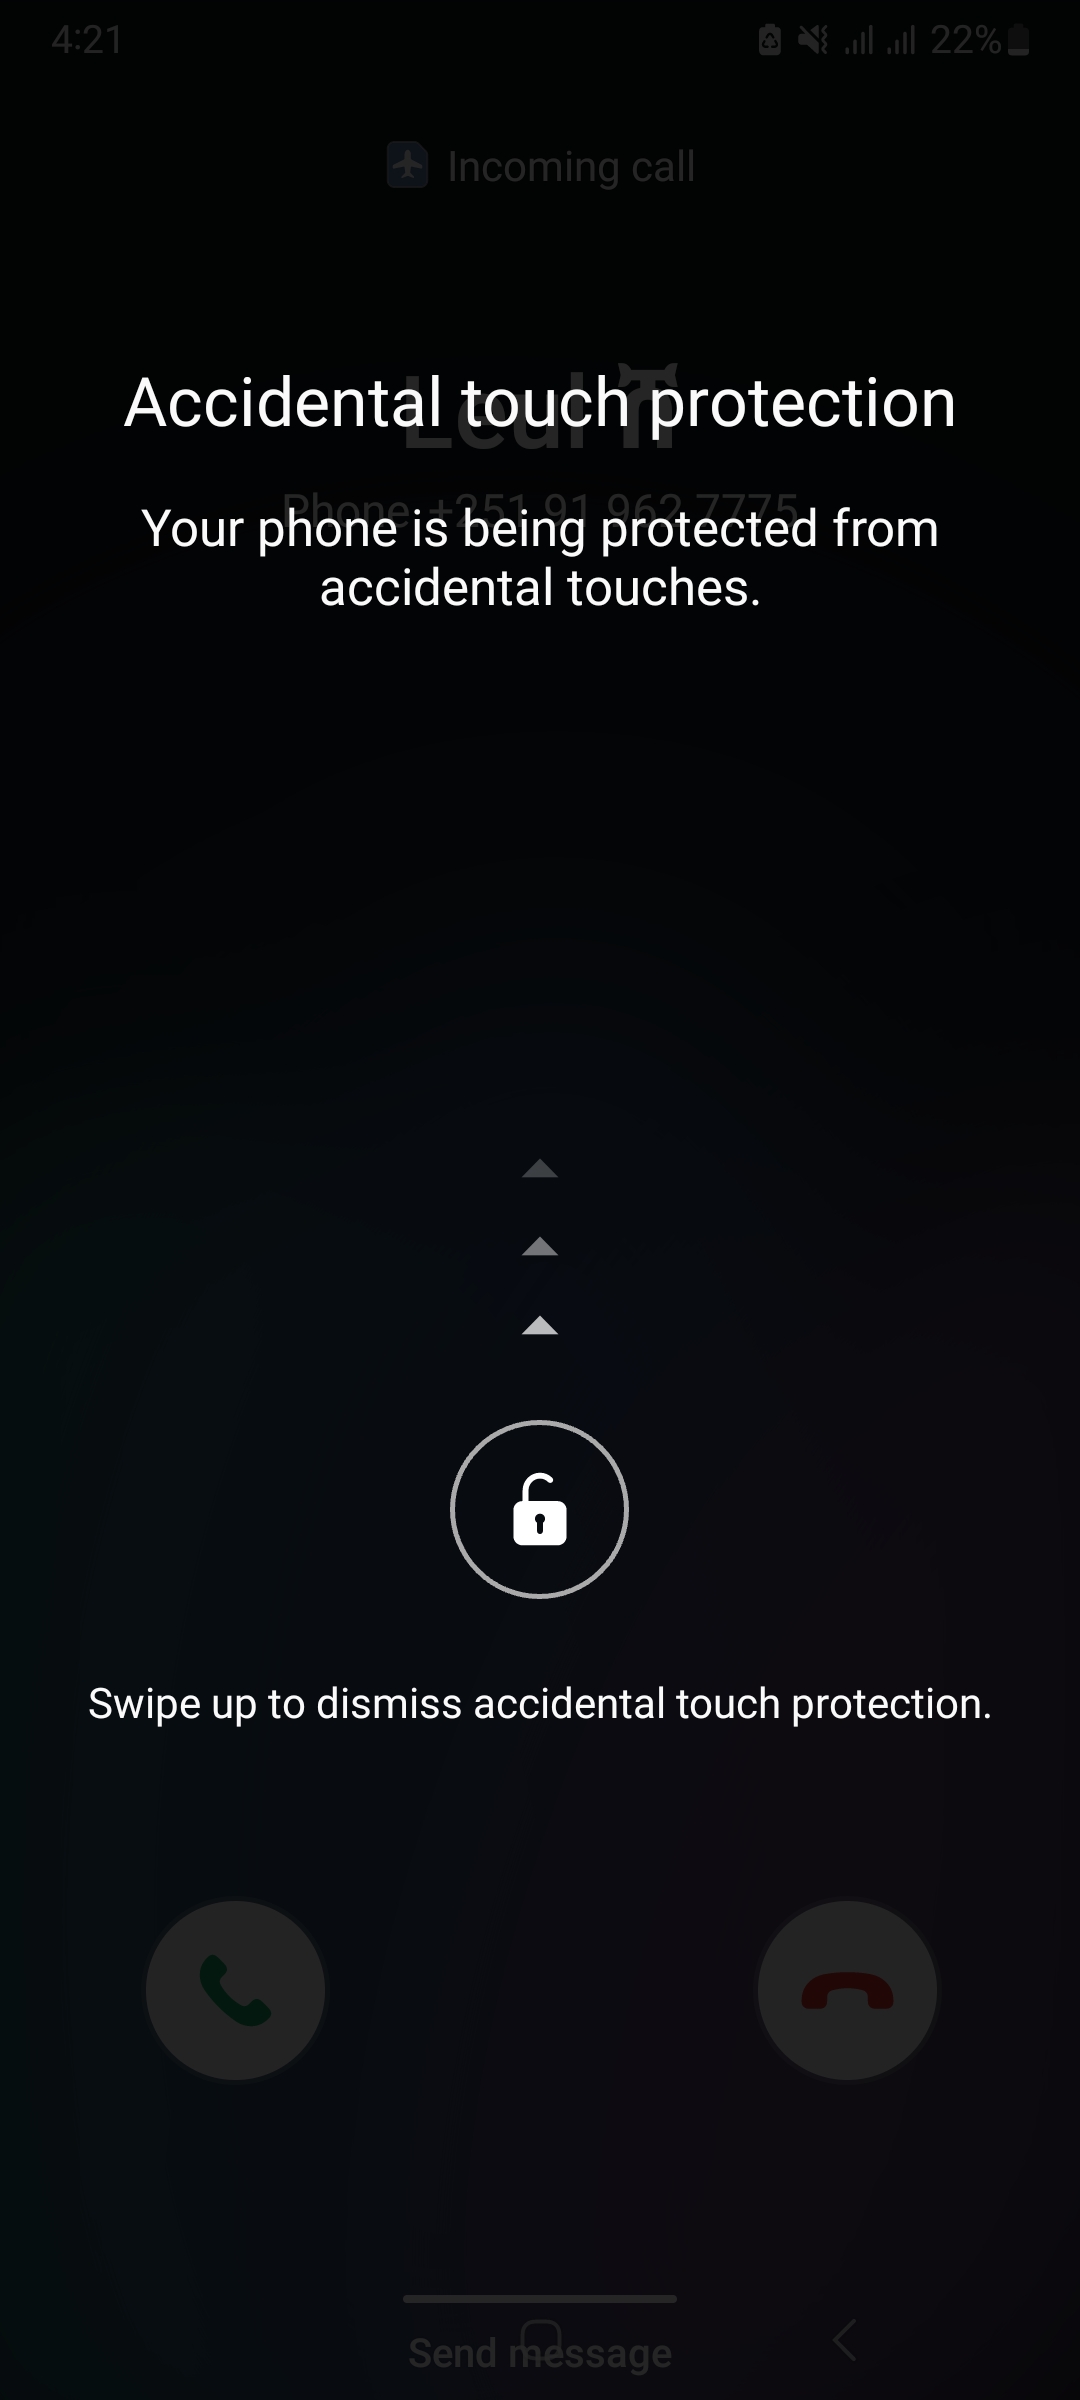 4:21
22%
Incoming call
Accidental touch protection
Leul
Phone +251 91 962 7775
Your phone is being protected from
accidental touches.
Swipe up to dismiss accidental touch protection.
Send message